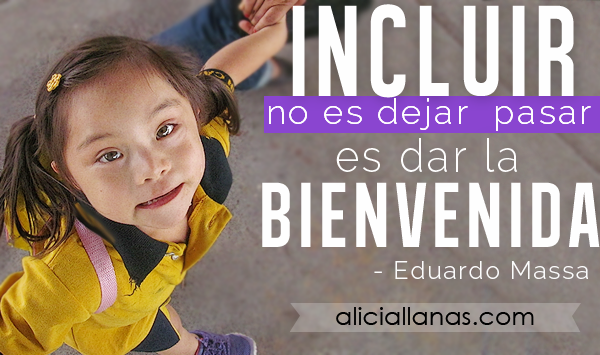 INCLUIR
no es dejar pasar
es dar la
BIENVENIDA
- Eduardo Massa
aliciallanas.com